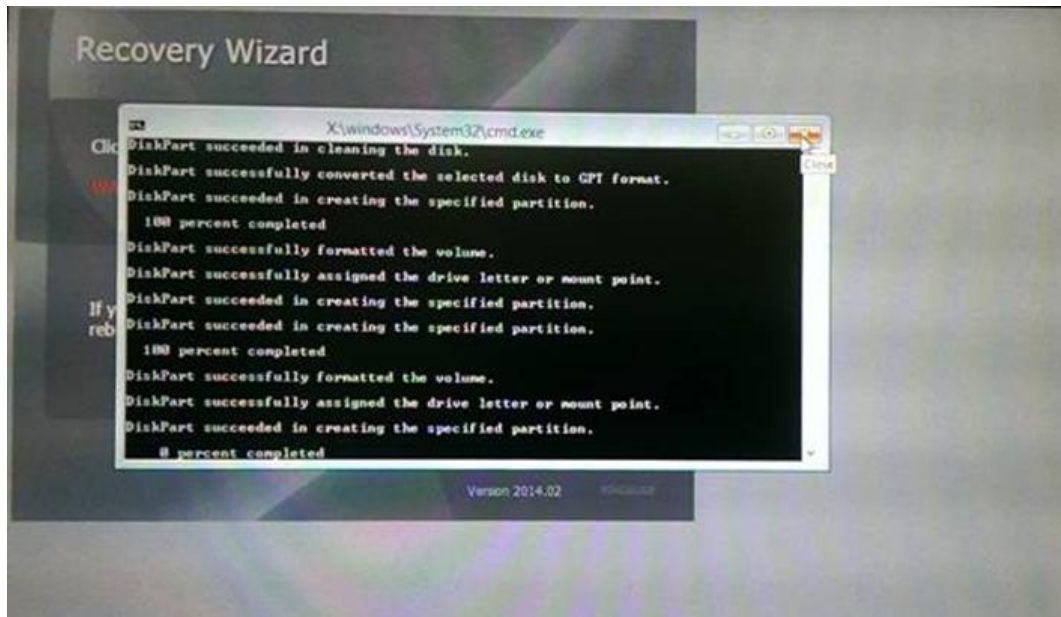 Recovery Wizard
X:\windows\System32\cmd.exe
Clic
DiskPart succeeded in cleaning the disk.
Close
DiskPart successfully converted the selected disk to GPT format.
WA
DiskPart succeeded in creating the specified partition.
100 percent completed
DiskPart successfully formatted the volume.
DiskPart successfully assigned the drive letter or mount point.
If y
DiskPart succeeded in creating the specified partition.
reb
DiskPart succeeded in creating the specified partition.
100 percent completed
DiskPart successfully formatted the volume.
DiskPart successfully assigned the drive letter or mount point.
DiskPart succeeded in creating the specified partition.
0 percent completed
Version 2014.02